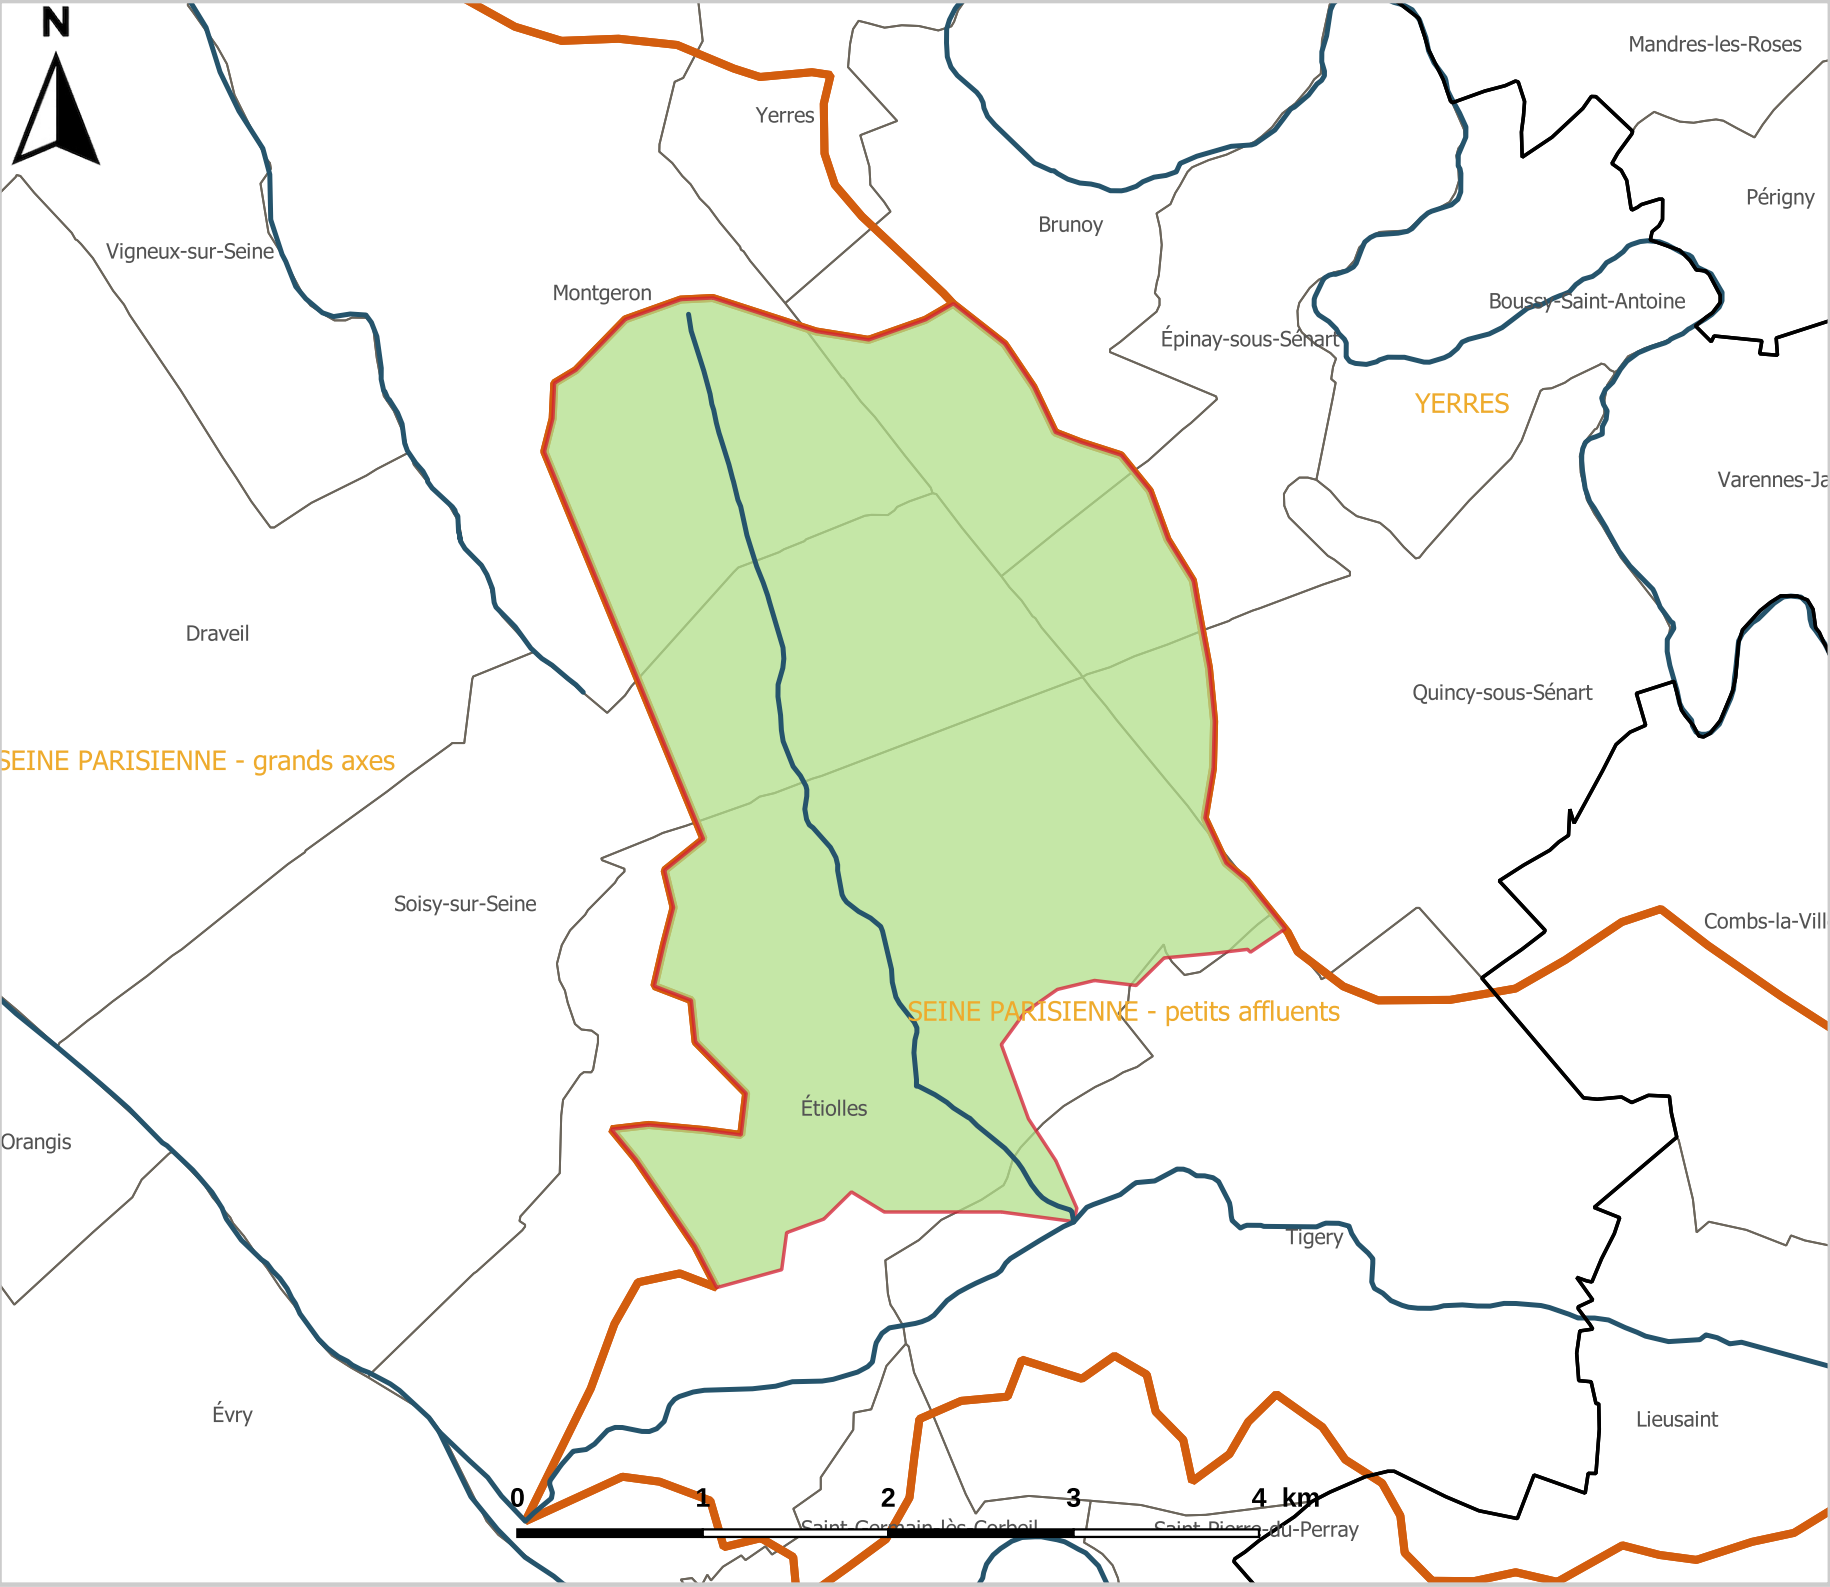 N
Mandres-les-Roses
Yerres
Périgny
Brunoy
Vigneux-sur-Seine
Montgeron
Boussy-Saint-Antoine
Épinay-sous-Sénart
YERRES
Varennes-Ja
Draveil
Quincy-sous-Sénart
SEINE PARISIENNE - grands axes
Soisy-sur-Seine
Combs-la-Vill
SEINE PARISIENNE - petits affluents
Étiolles
Orangis
Tigery
Évry
Lieusaint
0 1 2 3 4 km
Saint-Germain-lès-Corbeil
Saint-Pierre-du-Perray